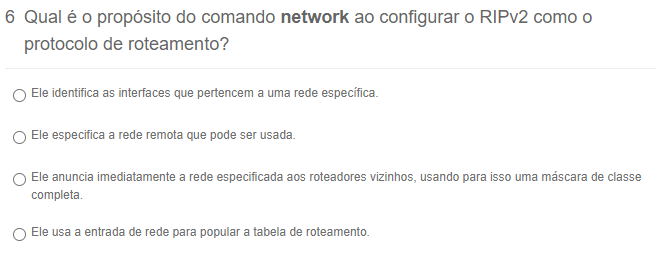 6 Qual é o propósito do comando network ao configurar o RIPv2 como o
protocolo de roteamento?
Ele identifica as interfaces que pertencem a uma rede específica.
Ele especifica a rede remota que pode ser usada.
Ele anuncia imediatamente a rede especificada aos roteadores vizinhos, usando para isso uma máscara de classe
completa.
Ele usa a entrada de rede para popular a tabela de roteamento.